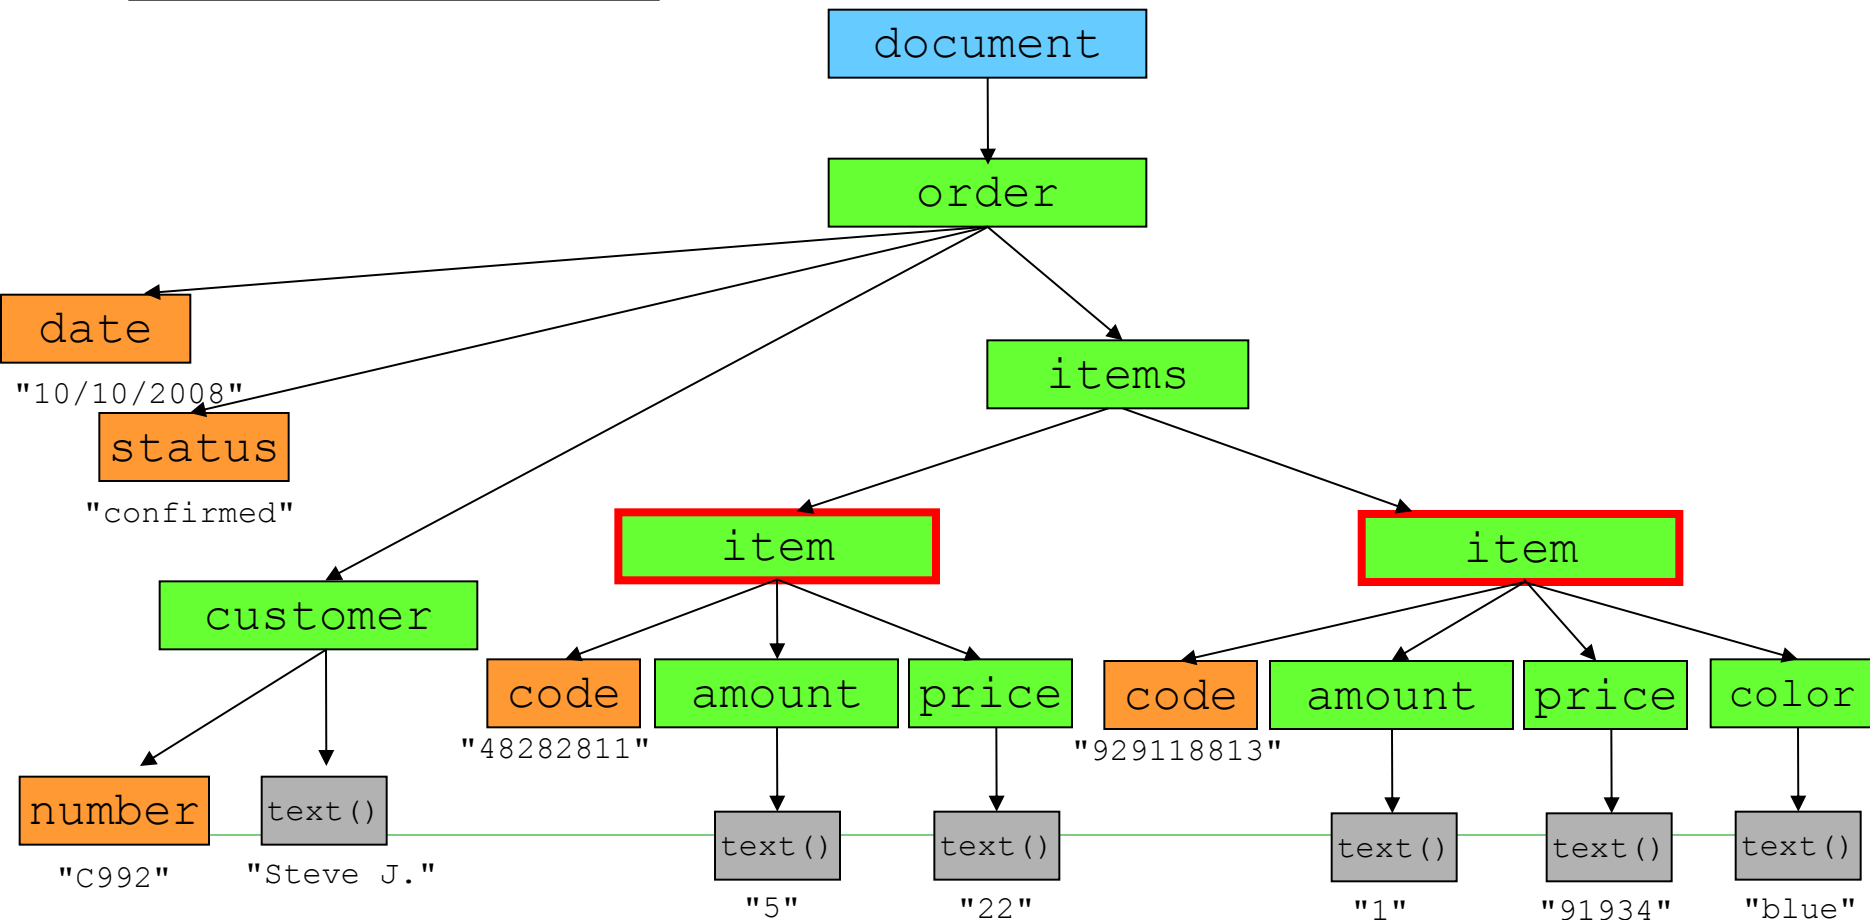 document
order
date
"10/10/2008"
items
status
"confirmed"
item
item
customer
code
amount
price
code
amount
price
color
"48282811"
"929118813"
number
text()
text()
text()
text()
text()
text()
"C992"
"Steve J."
"5"
"22"
"1"
"91934"
"blue"